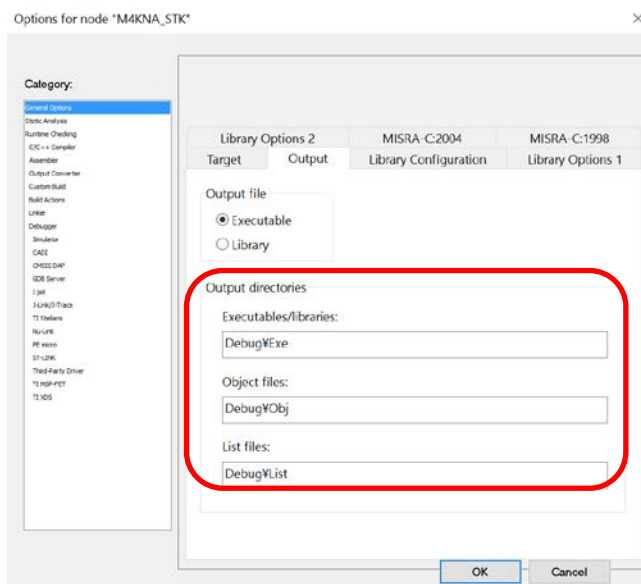 Options for node "M4KNA_STK"
Category:
General Options
Static Analysis
Runtime Checking
C/C++ Compiler
Assembler
Output Converter
Custom Build
Build Actions
Linker
Debugger
Simulator
CADI
CMSIS DAP
GDB Server
I-jet
J-Link/J-Trace
TI Stellaris
Nu-Link
PE micro
ST-LINK
Third-Party Driver
TI MSP-FET
TI XDS
Library Options 2 MISRA-C:2004 MISRA-C:1998
Target Output Library Configuration Library Options 1
Output file
Executable
Library
Output directories
Executables/libraries:
Debug¥Exe
Object files:
Debug¥Obj
List files:
Debug¥List
OK Cancel